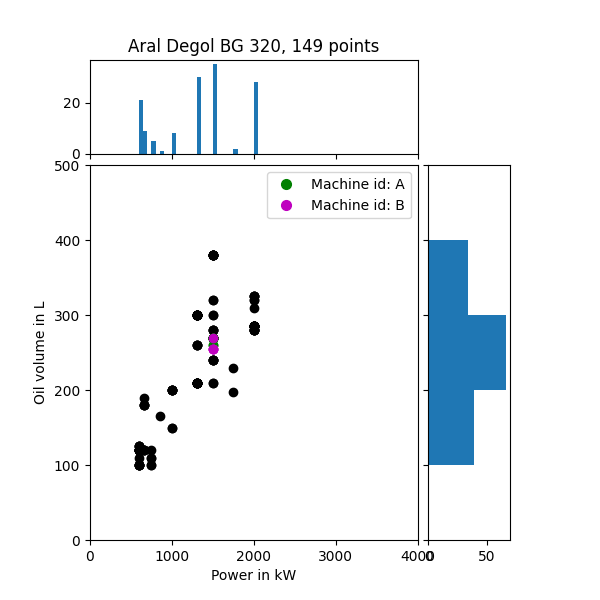 Aral Degol BG 320, 149 points
20
0
500
400
300
200
100
0
Oil volume in L
Machine id: A
Machine id: B
0 1000 2000 3000 4000
Power in kW
0 50